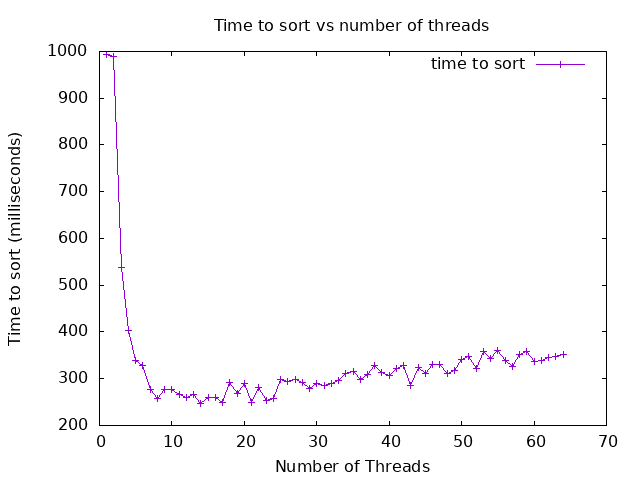 Time to sort vs number of threads
time to sort
1000
900
800
700
600
500
400
300
200
0 10 20 30 40 50 60 70
Time to sort (milliseconds)
Number of Threads